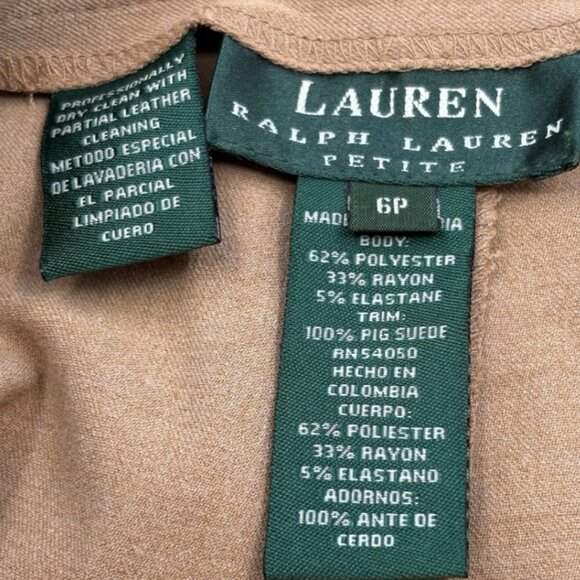 PROFESSIONALLY
DRY CLEAN WITH
PARTIAL LEATHER
CLEANING
METODO ESPECIAL
DE LAVADERIA CON
EL PARCIAL
LIMPIADO DE
CUERO
LAUREN
RALPH LAUREN
PETITE
6P
MADE
BODY:
62% POLYESTER
33% RAYON
5% ELASTANE
TRIM:
100% PIG SUEDE
RN54050
HECHO EN
COLOMBIA
CUERPO:
62% POLIESTER
33% RAYON
5% ELASTANO
ADORNOS:
100% ANTE DE
CERDO